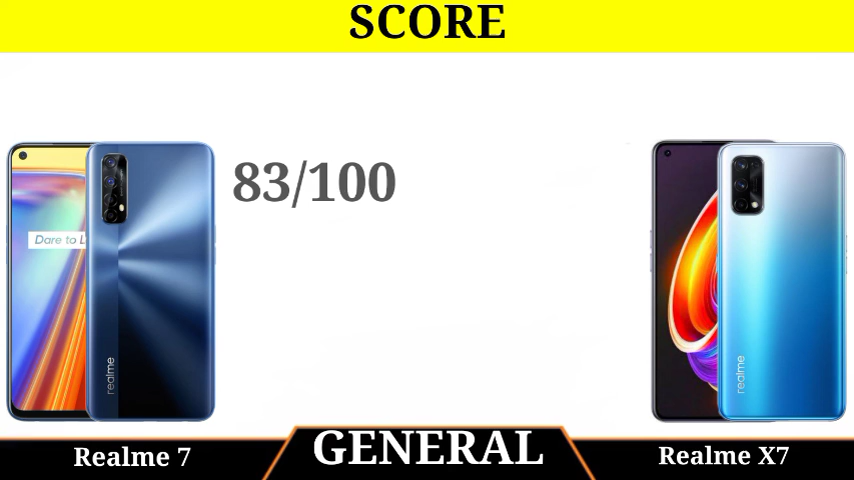 SCORE
83/100
Dare to L
realme
realme
Realme 7
GENERAL
Realme X7